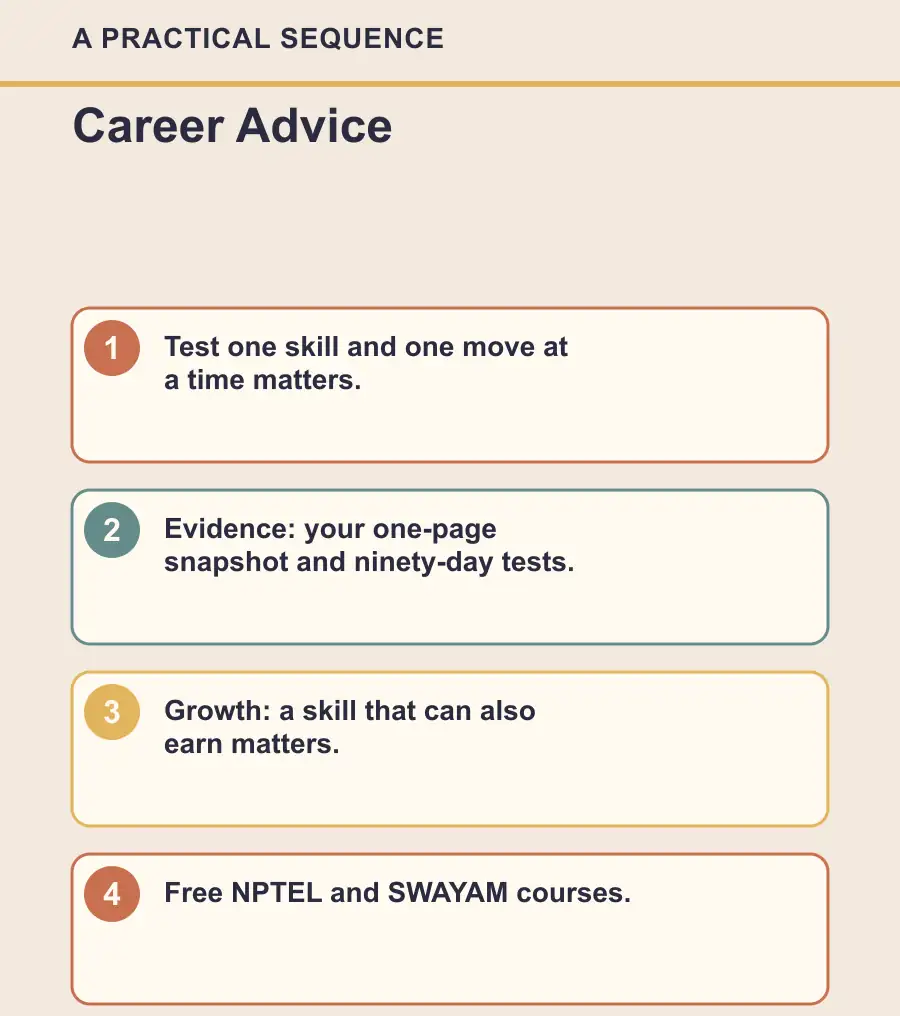 A PRACTICAL SEQUENCE
Career Advice
1
Test one skill and one move at
a time matters.
2
Evidence: your one-page
snapshot and ninety-day tests.
3
Growth: a skill that can also
earn matters.
4
Free NPTEL and SWAYAM courses.